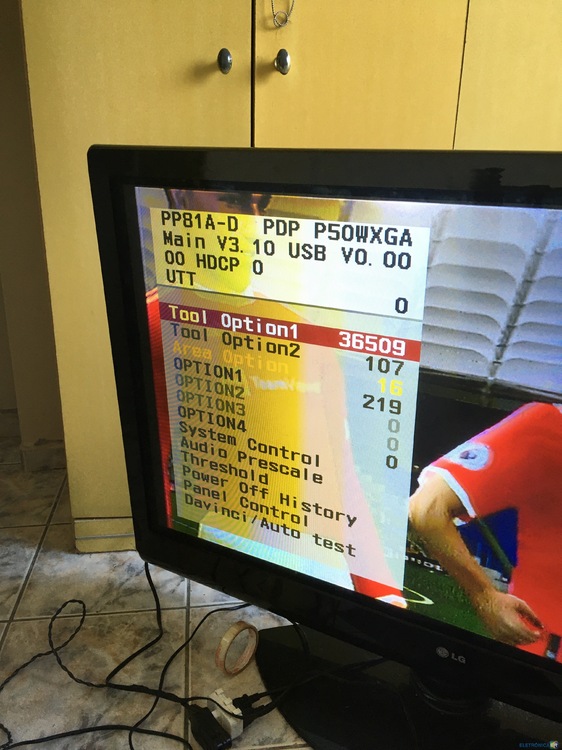 PP81A-D PDP P50WXGA
Main V3.10 USB V0.00
00 HDCP 0
UTT 0
Tool Option1 36509
Tool Option2 107
Area Option 16
OPTION1 219
OPTION2 0
OPTION3 0
OPTION4 0
System Control
Audio Prescale
Threshold
Power Off History
Panel Control
Davinci/Auto test
LG